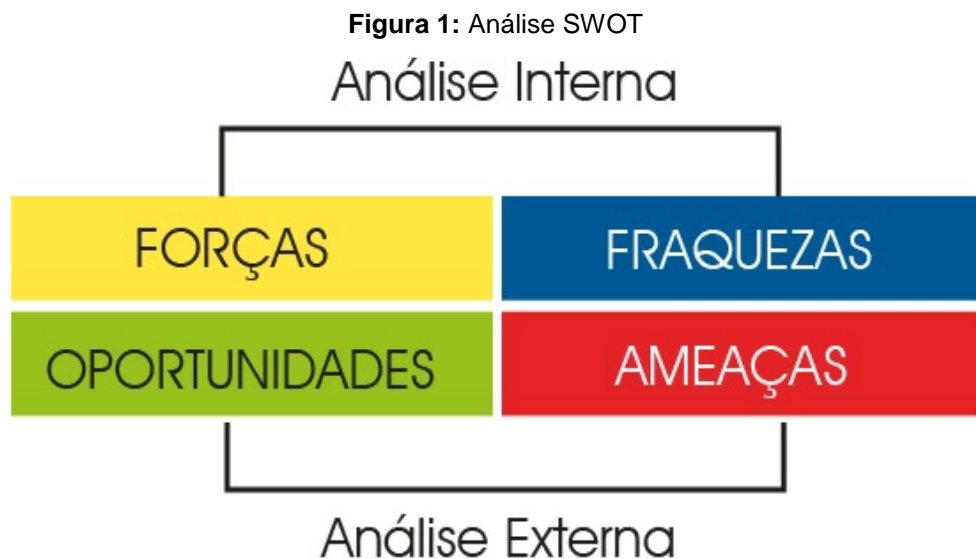 Figura 1: Análise SWOT
Análise Interna
FORÇAS
FRAQUEZAS
OPORTUNIDADES
AMEAÇAS
Análise Externa